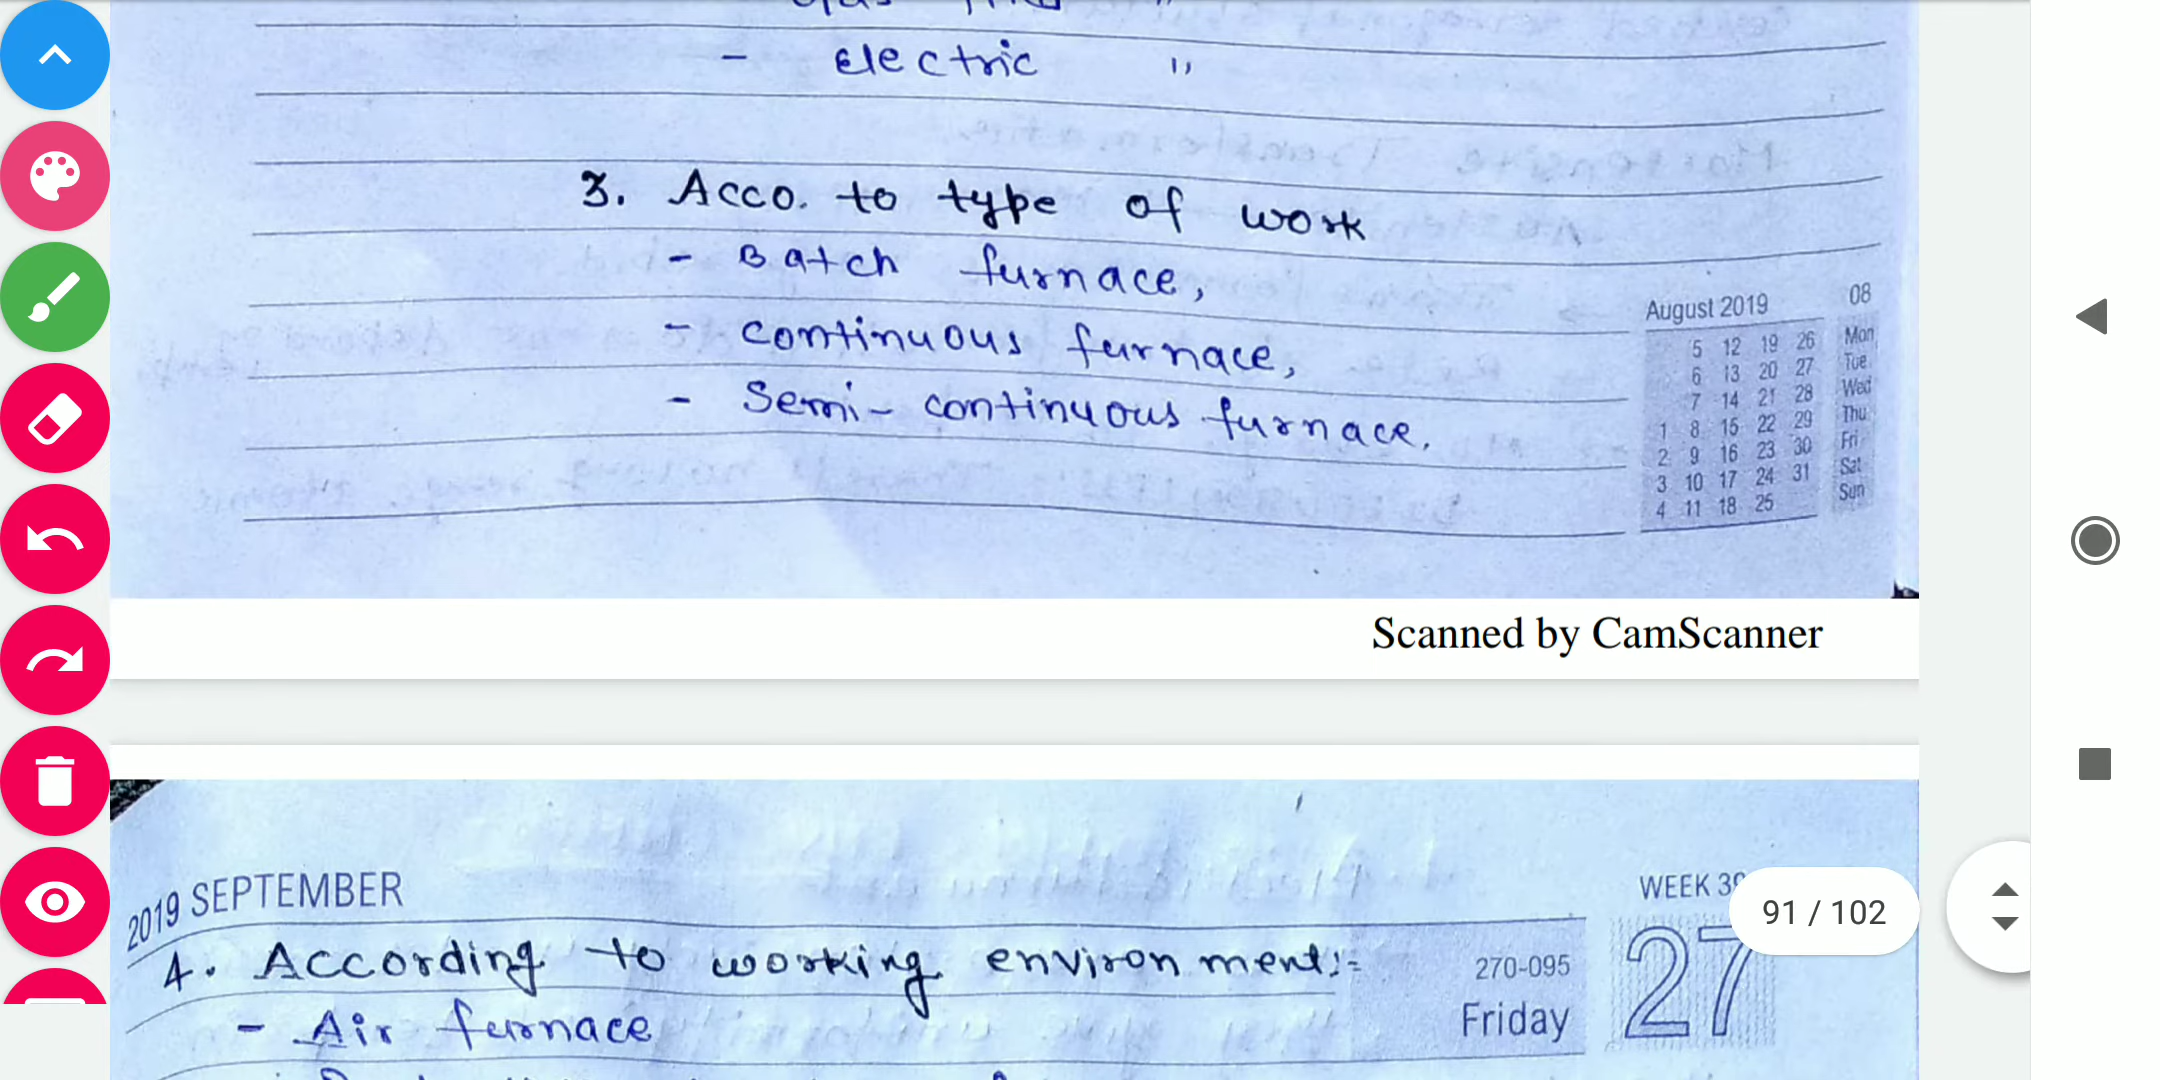 - Electric "
3. Acco. to type of work
- Batch furnace,
- continuous furnace,
- Semi-continuous furnace.
August 2019 08
5 12 19 26 Mon
6 13 20 27 Tue
7 14 21 28 Wed
1 8 15 22 29 Thu
2 9 16 23 30 Fri
3 10 17 24 31 Sat
4 11 18 25 Sun
Scanned by CamScanner
2019 SEPTEMBER
WEEK
91 / 102
4. According to working environment:-
270-095
27
- Air furnace
Friday